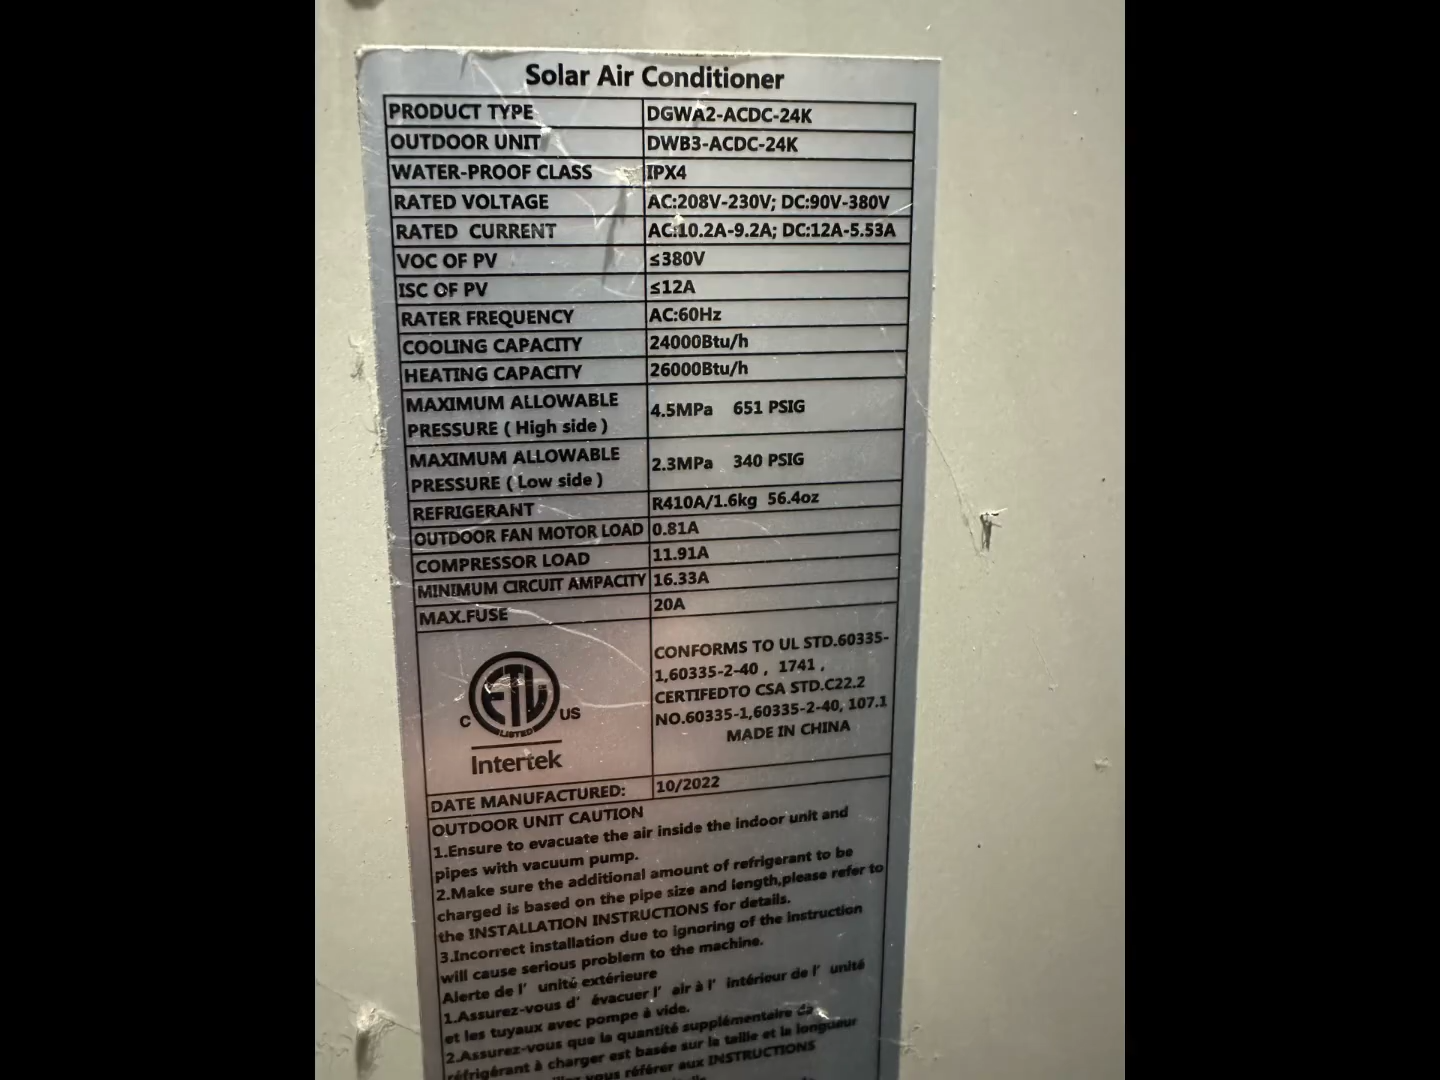 Solar Air Conditioner
PRODUCT TYPE DGWA2-ACDC-24K
OUTDOOR UNIT DWB3-ACDC-24K
WATER-PROOF CLASS IPX4
RATED VOLTAGE AC:208V-230V; DC:90V-380V
RATED CURRENT AC:10.2A-9.2A; DC:12A-5.53A
VOC OF PV ≤380V
ISC OF PV ≤12A
RATER FREQUENCY AC:60Hz
COOLING CAPACITY 24000Btu/h
HEATING CAPACITY 26000Btu/h
MAXIMUM ALLOWABLE
PRESSURE ( High side ) 4.5MPa 651 PSIG
MAXIMUM ALLOWABLE
PRESSURE ( Low side ) 2.3MPa 340 PSIG
REFRIGERANT R410A/1.6kg 56.4oz
OUTDOOR FAN MOTOR LOAD 0.81A
COMPRESSOR LOAD 11.91A
MINIMUM CIRCUIT AMPACITY 16.33A
MAX.FUSE 20A
C ETL US
LISTED
Intertek
CONFORMS TO UL STD.60335-
1,60335-2-40 , 1741 ,
CERTIFEDTO CSA STD.C22.2
NO.60335-1,60335-2-40, 107.1
MADE IN CHINA
DATE MANUFACTURED: 10/2022
OUTDOOR UNIT CAUTION
1.Ensure to evacuate the air inside the indoor unit and
pipes with vacuum pump.
2.Make sure the additional amount of refrigerant to be
charged is based on the pipe size and length,please refer to
the INSTALLATION INSTRUCTIONS for details.
3.Incorrect installation due to ignoring of the instruction
will cause serious problem to the machine.
Alerte de l' unité extérieure
1.Assurez-vous d' évacuer l' air à l' intérieur de l' unité
et les tuyaux avec pompe à vide.
2.Assurez-vous que la quantité supplémentaire de
réfrigérant à charger est basée sur la taille et la longueur
vous référer aux INSTRUCTIONS